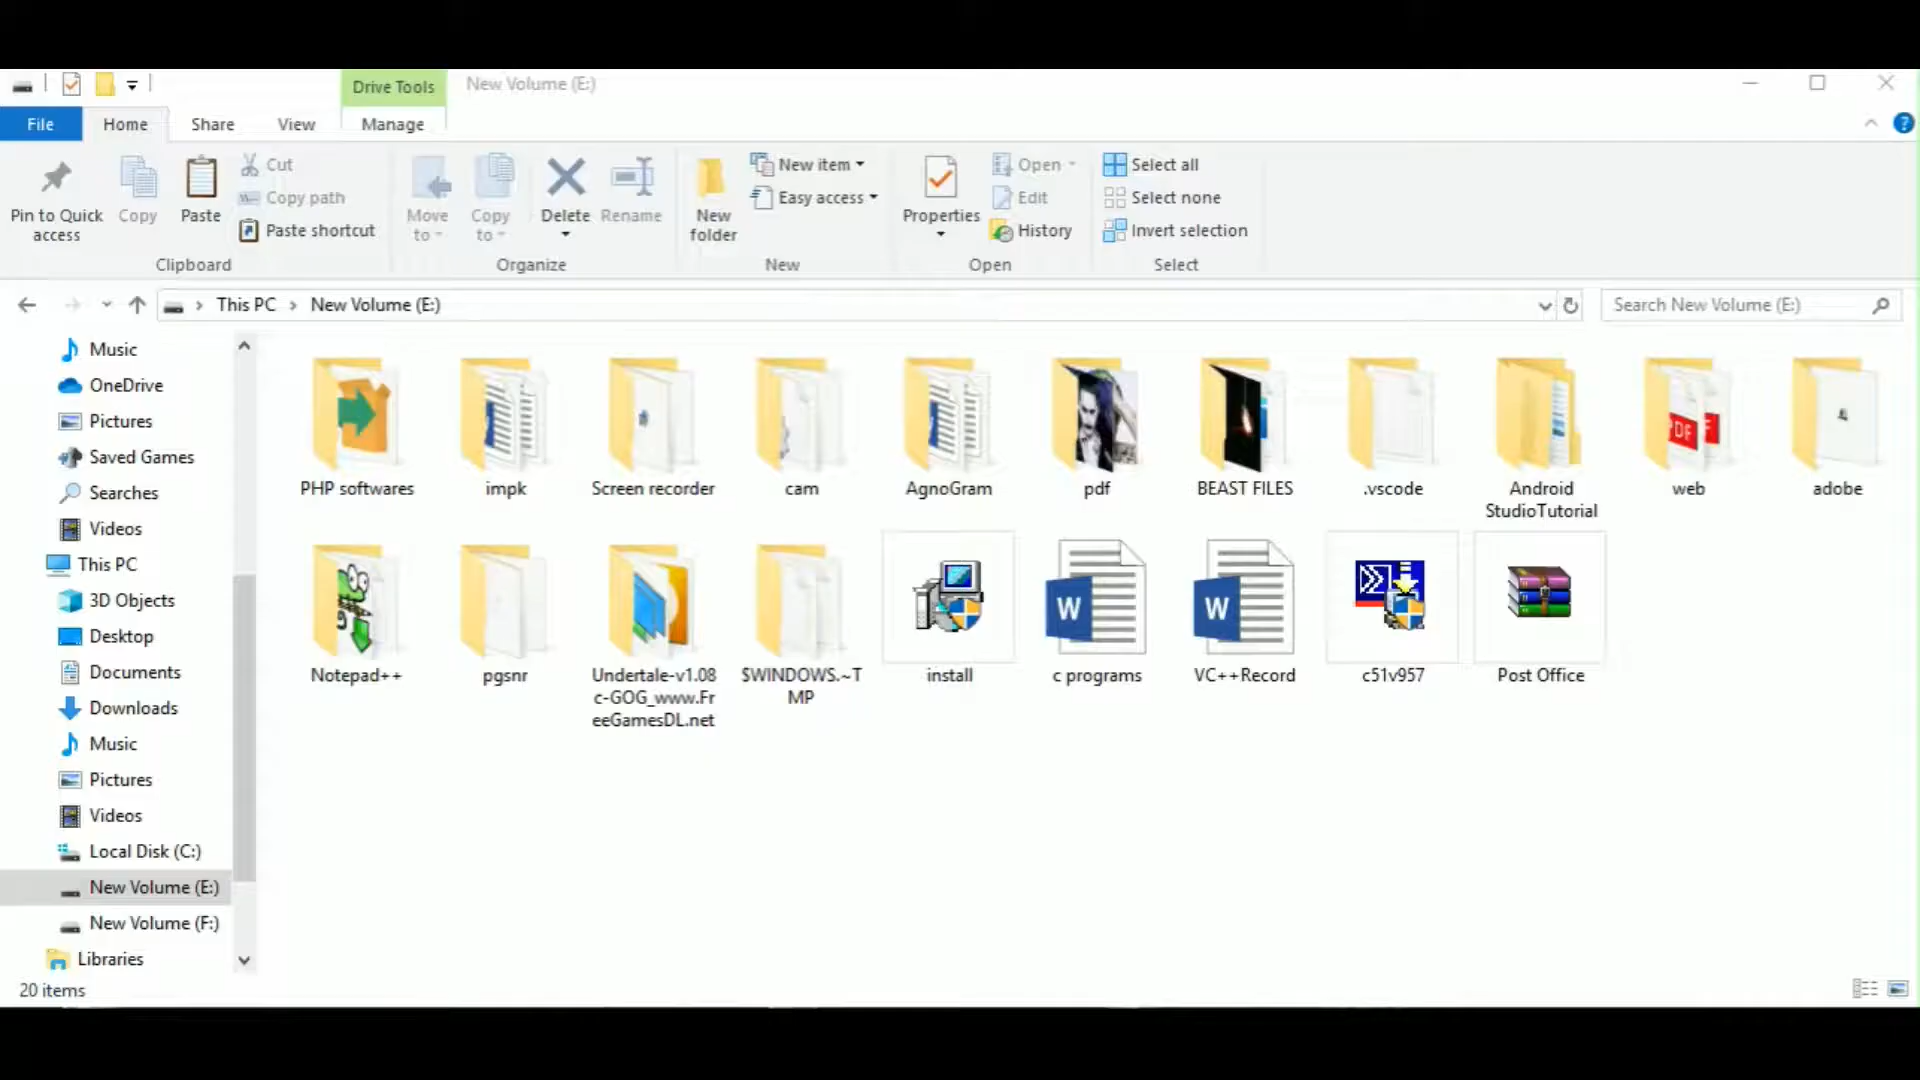 Drive Tools
New Volume (E:)
File
Home
Share
View
Manage
Pin to Quick
access
Copy
Paste
Cut
Copy path
Paste shortcut
Clipboard
Move
to
Copy
to
Delete
Rename
Organize
New
folder
New item
Easy access
New
Properties
Open
Edit
History
Open
Select all
Select none
Invert selection
Select
This PC
New Volume (E:)
Search New Volume (E:)
Music
OneDrive
Pictures
Saved Games
Searches
Videos
This PC
3D Objects
Desktop
Documents
Downloads
Music
Pictures
Videos
Local Disk (C:)
New Volume (E:)
New Volume (F:)
Libraries
PHP softwares
impk
Screen recorder
cam
AgnoGram
pdf
BEAST FILES
.vscode
Android
StudioTutorial
PDF
web
adobe
Notepad++
pgsnr
Undertale-v1.08
c-GOG_www.Fr
eeGamesDL.net
$WINDOWS.~T
MP
install
W
c programs
W
VC++Record
c51v957
Post Office
20 items